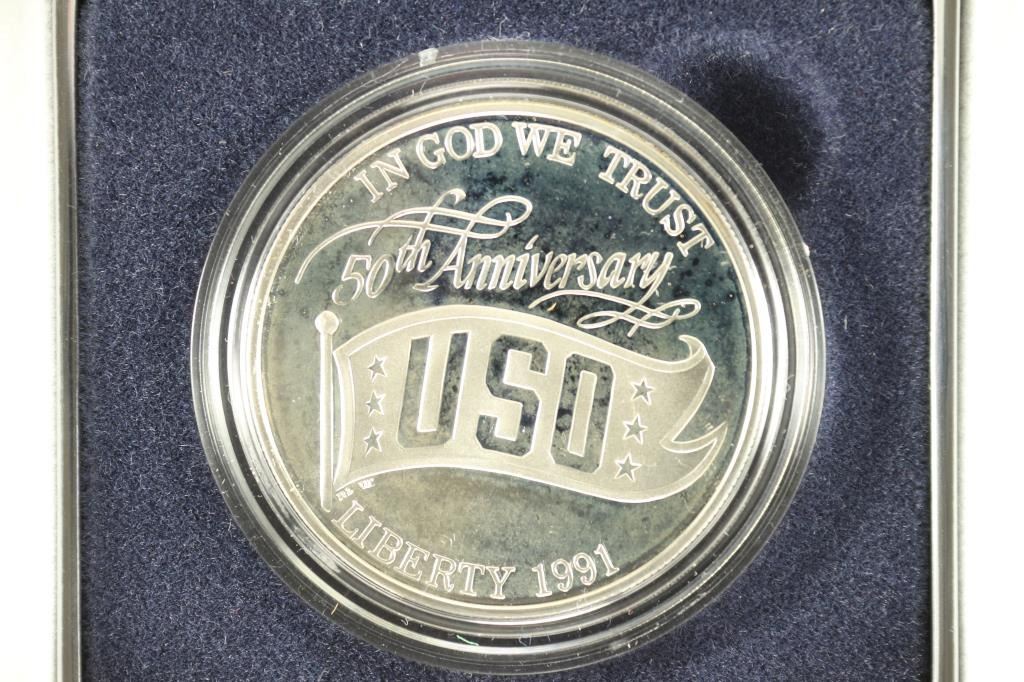 IN GOD WE TRUST
50th Anniversary
USO
LIBERTY 1991